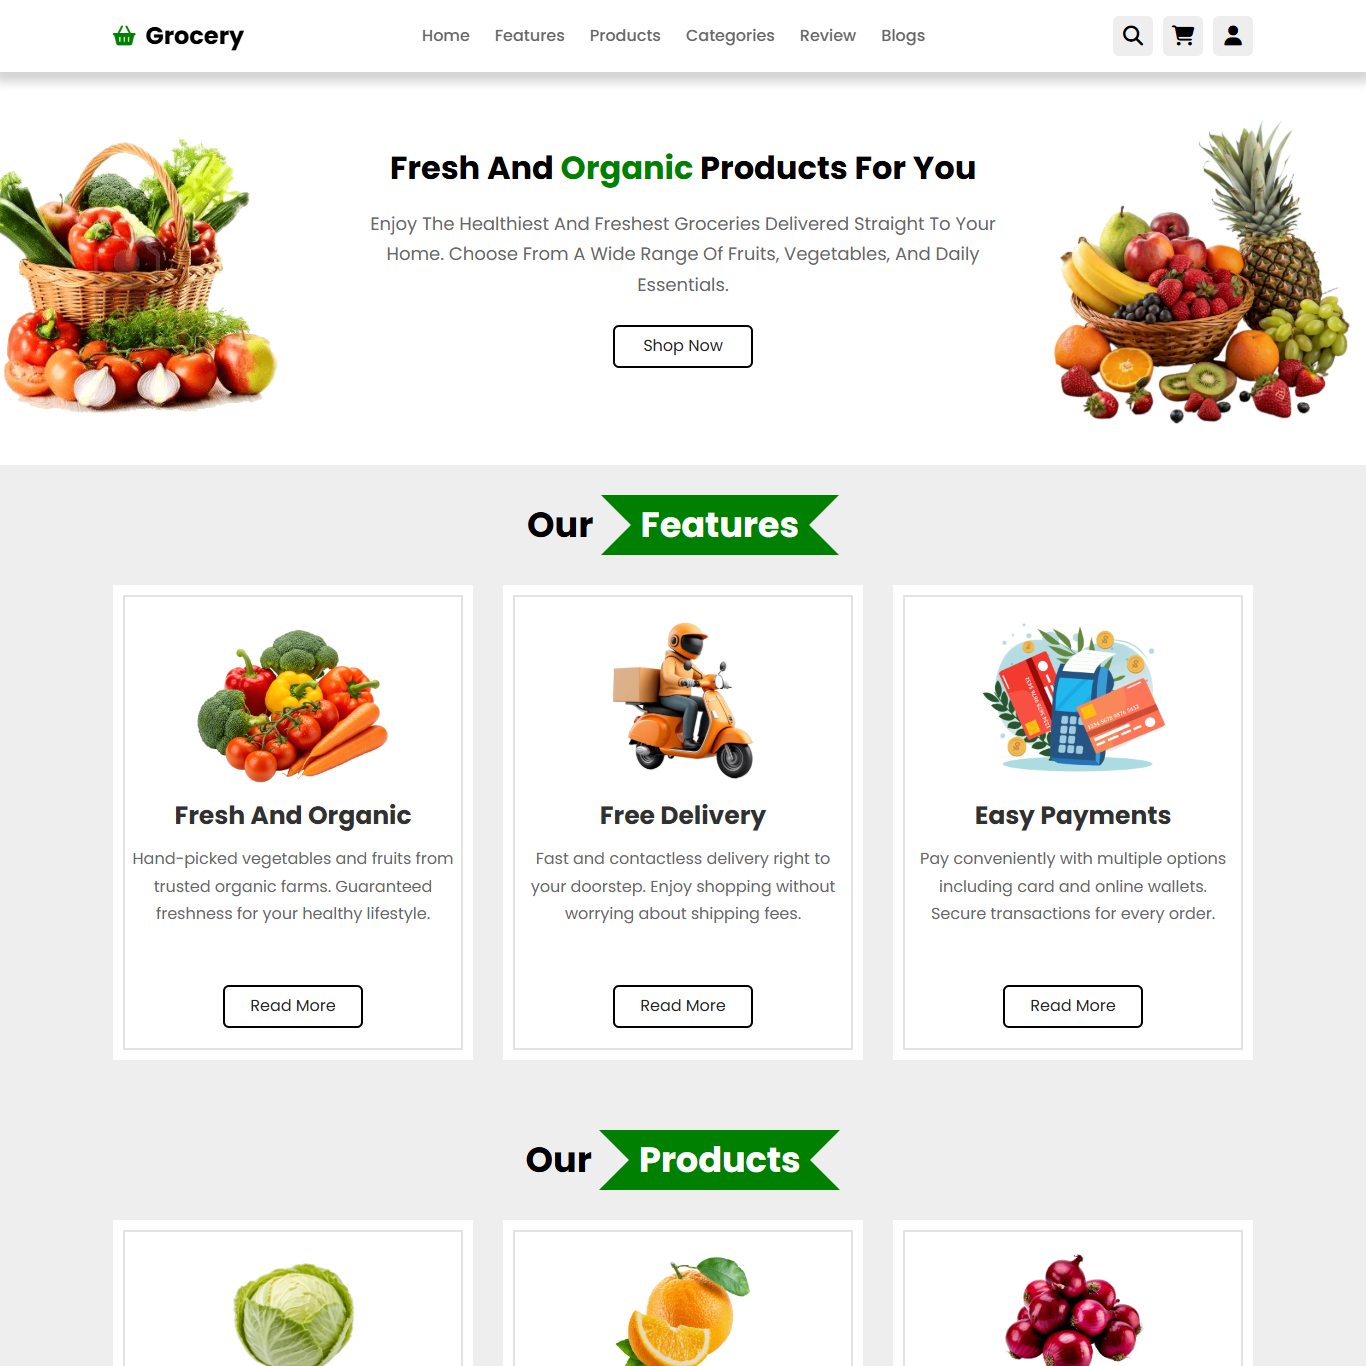 Grocery
Home Features Products Categories Review Blogs
Fresh And Organic Products For You
Enjoy The Healthiest And Freshest Groceries Delivered Straight To Your
Home. Choose From A Wide Range Of Fruits, Vegetables, And Daily
Essentials.
Shop Now
Our Features
Fresh And Organic
Hand-picked vegetables and fruits from
trusted organic farms. Guaranteed
freshness for your healthy lifestyle.
Read More
Free Delivery
Fast and contactless delivery right to
your doorstep. Enjoy shopping without
worrying about shipping fees.
Read More
Easy Payments
Pay conveniently with multiple options
including card and online wallets.
Secure transactions for every order.
Read More
Our Products